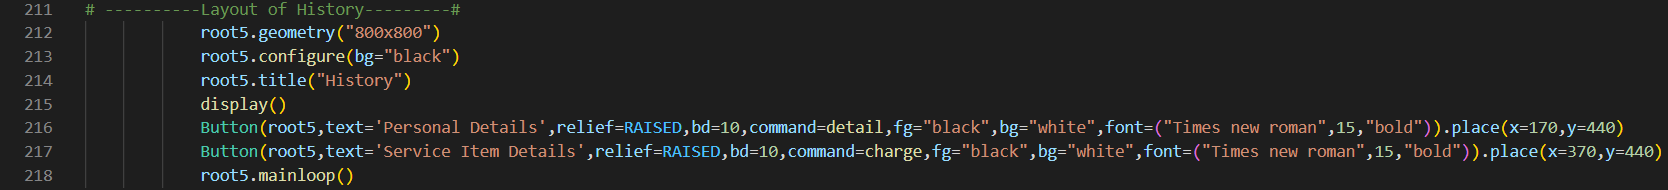 211 # ----------Layout of History---------#
212 root5.geometry("800x800")
213 root5.configure(bg="black")
214 root5.title("History")
215 display()
216 Button(root5,text='Personal Details',relief=RAISED,bd=10,command=detail,fg="black",bg="white",font=("Times new roman",15,"bold")).place(x=170,y=440)
217 Button(root5,text='Service Item Details',relief=RAISED,bd=10,command=charge,fg="black",bg="white",font=("Times new roman",15,"bold")).place(x=370,y=440)
218 root5.mainloop()